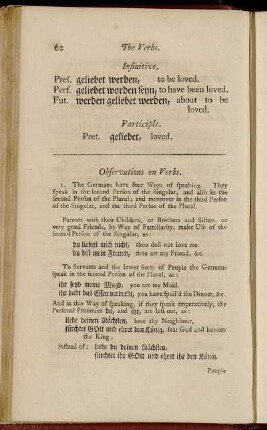 62 The Verbs.
Infinitive.
Pres. geliebet werden, to be loved.
Perf. geliebet worden seyn, to have been loved.
Fut. werden geliebet werden, about to be
loved.
Participle.
Pret. geliebet, loved.
Observations on Verbs.
1. The Germans have four Ways of speaking. They
speak in the second Person of the Singular, and also in the
second Person of the Plural; and moreover in the third Person
of the Singular, and the third Person of the Plural.
Parents with their Children, or Brothers and Sisters, or
very good Friends, by Way of Familiarity, make Use of the
second Person of the Singular, as:
du liebest mich nicht, thou dost not love me.
du bist mein Freund, thou art my Friend, &c.
To Servants and the lower Sort of People the Germans
speak in the second Person of the Plural, as:
ihr seyd meine Magd, you are my Maid.
ihr habt das Essen verderbt, you have spoil'd the Dinner, &c.
And in this Way of speaking, if they speak imperatively, the
Personal Pronouns du, and ihr, are left out, as:
liebe deinen Nächsten, love thy Neighbour,
fürchtet GOtt und ehret den König, fear God and honour
the King;
instead of: liebe du deinen Nächsten.
fürchtet ihr GOtt und ehret ihr den König.
People